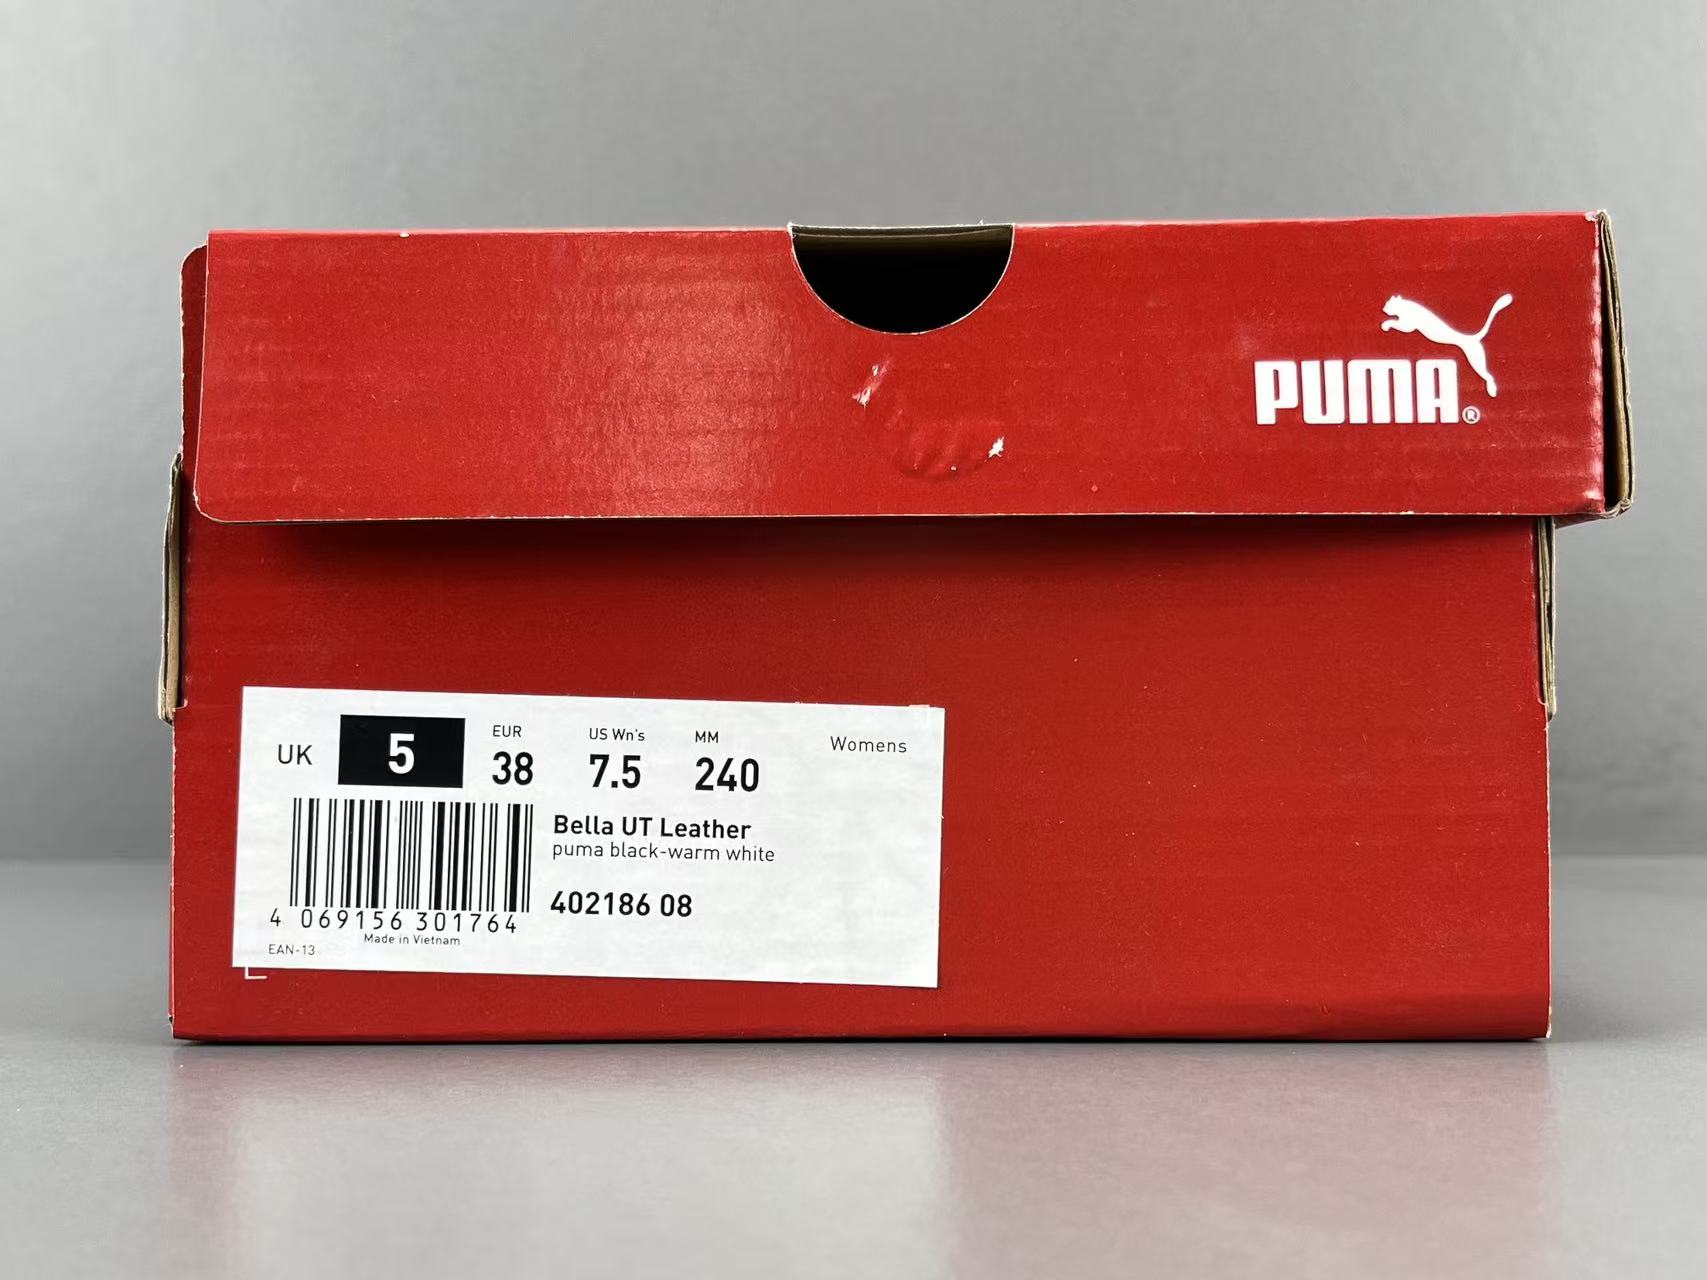 PUMA®
UK 5
EUR 38
US Wn's 7.5
MM 240
Womens
Bella UT Leather
puma black-warm white
402186 08
4 069156 301764
Made in Vietnam
EAN-13